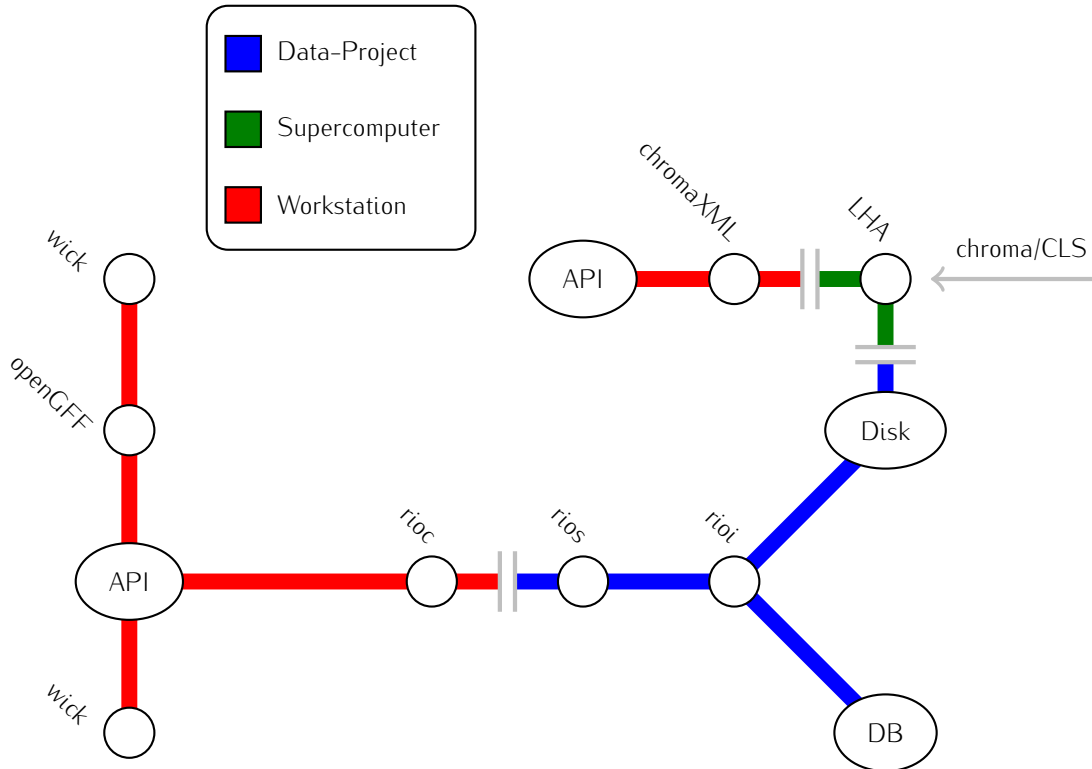 Data-Project
Supercomputer
Workstation
chromaXML
LHA
wick
chroma/CLS
API
openGFF
Disk
rioc
rios
rioi
API
wick
DB